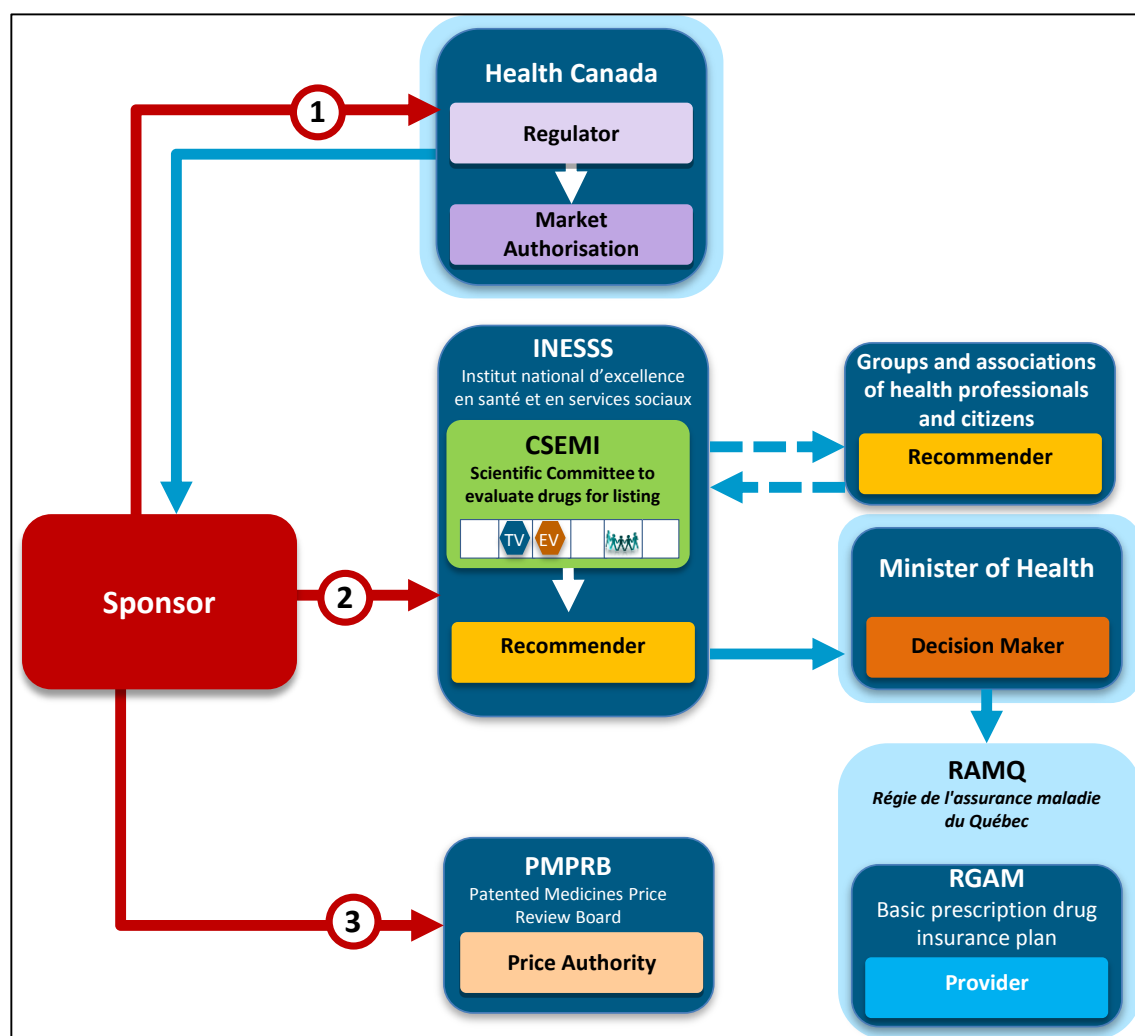 Health Canada
1
Regulator
Market
Authorisation
INESSS
Institut national d'excellence
en santé et en services sociaux
CSEMI
Scientific Committee to
evaluate drugs for listing
TV
EV
Recommender
Groups and associations
of health professionals
and citizens
Recommender
Sponsor
2
Minister of Health
Decision Maker
RAMQ
Régie de l'assurance maladie
du Québec
RGAM
Basic prescription drug
insurance plan
Provider
3
PMPRB
Patented Medicines Price
Review Board
Price Authority